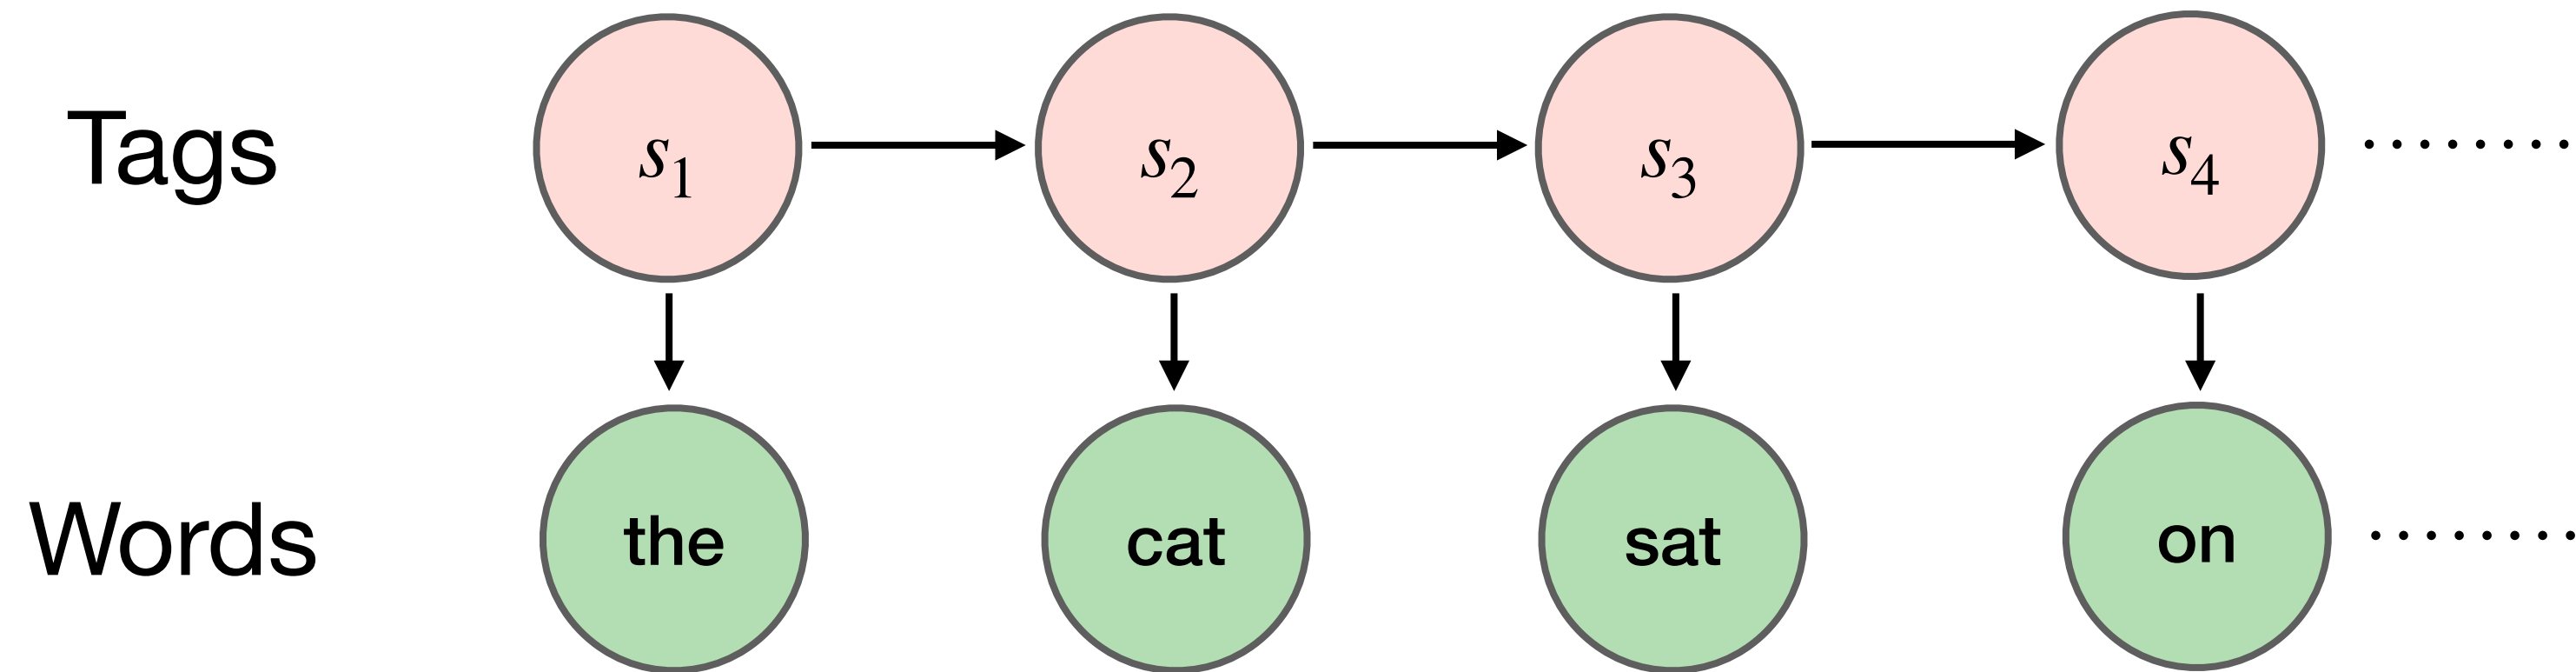 Tags s₁ s₂ s₃ s₄ ........
Words the cat sat on ........